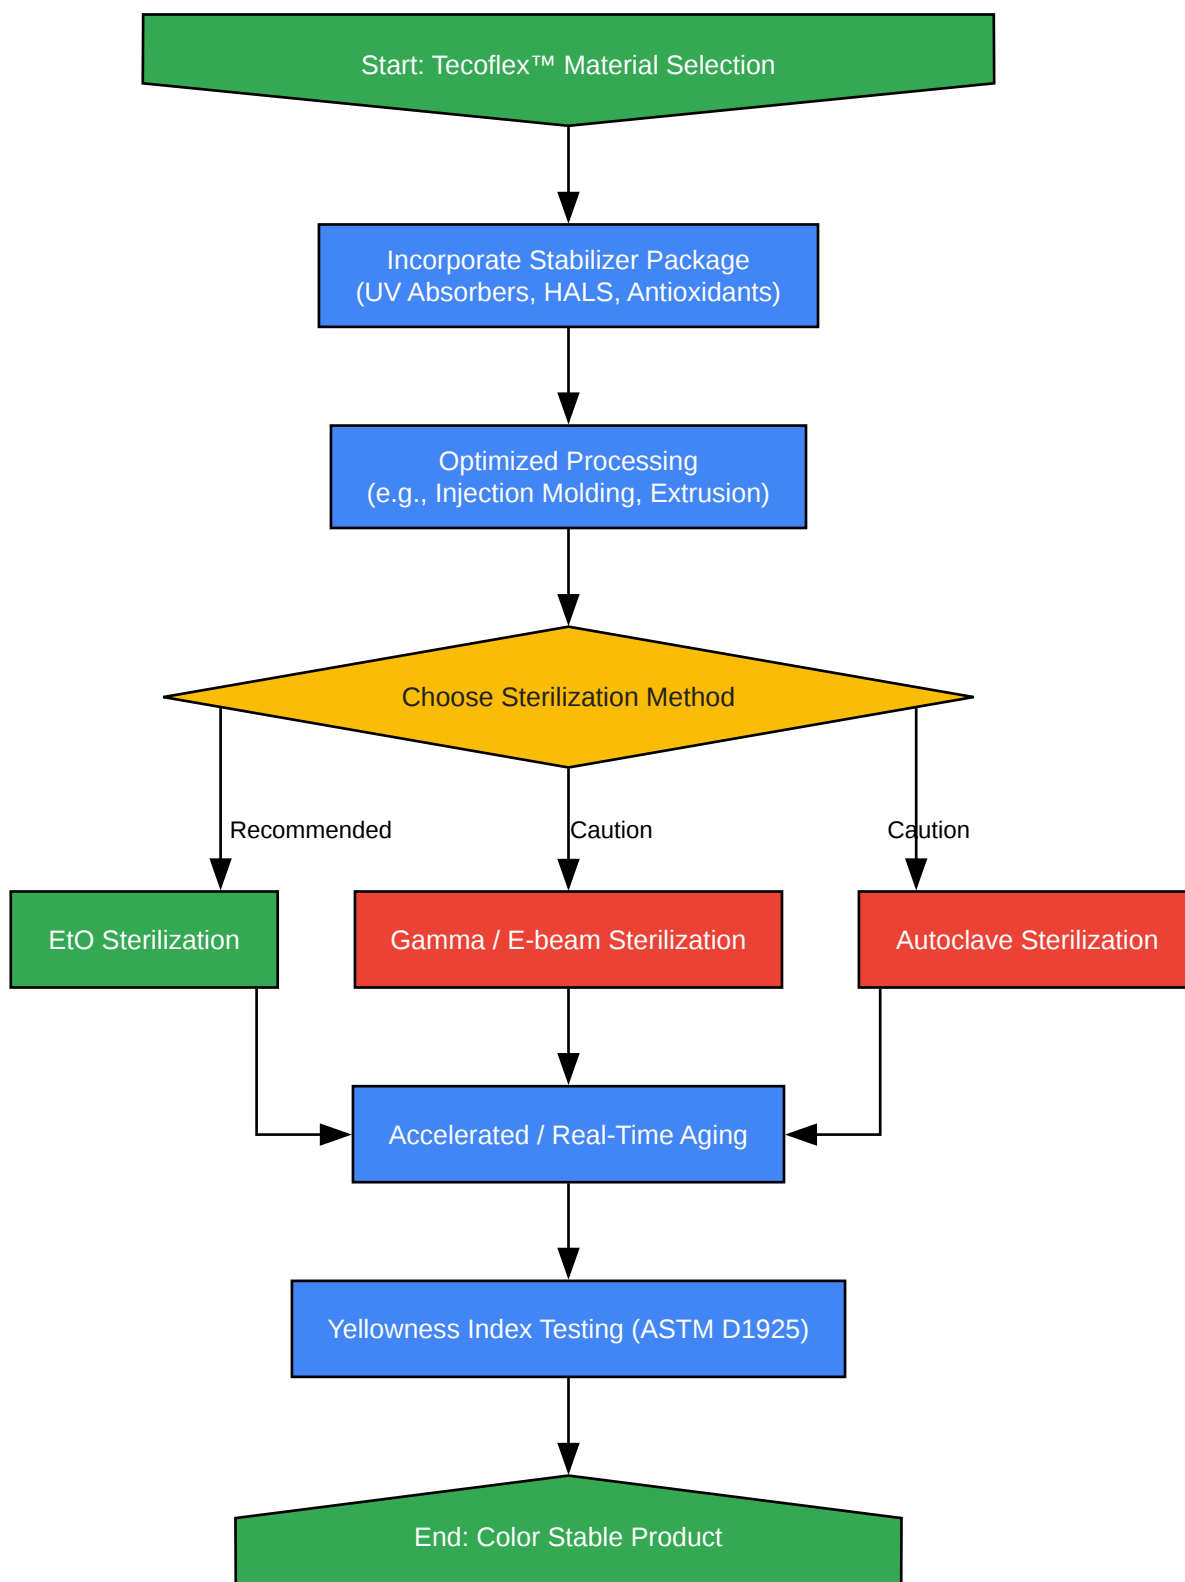 Start: Tecoflex™ Material Selection
Incorporate Stabilizer Package
(UV Absorbers, HALS, Antioxidants)
Optimized Processing
(e.g., Injection Molding, Extrusion)
Choose Sterilization Method
Recommended
Caution
Caution
EtO Sterilization
Gamma / E-beam Sterilization
Autoclave Sterilization
Accelerated / Real-Time Aging
Yellowness Index Testing (ASTM D1925)
End: Color Stable Product